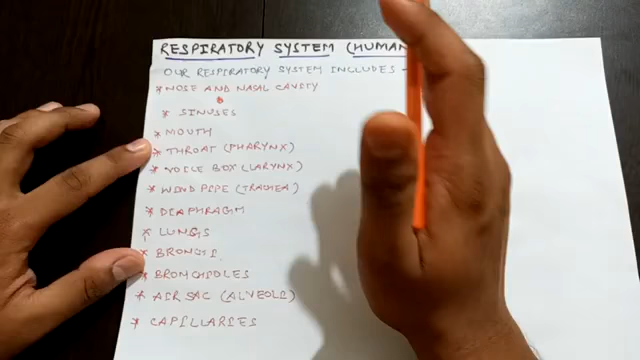 RESPIRATORY SYSTEM (HUMAN
OUR RESPIRATORY SYSTEM INCLUDES -
* NOSE AND NASAL CAVITY
* SINUSES
* MOUTH
* THROAT (PHARYNX)
* VOICE BOX (LARYNX)
* WIND PIPE (TRACHEA)
* DIAPHRAGM
* LUNGS
* BRONCHI
* BRONCHIOLES
* AIR SAC (ALVEOLI)
* CAPILLARIES